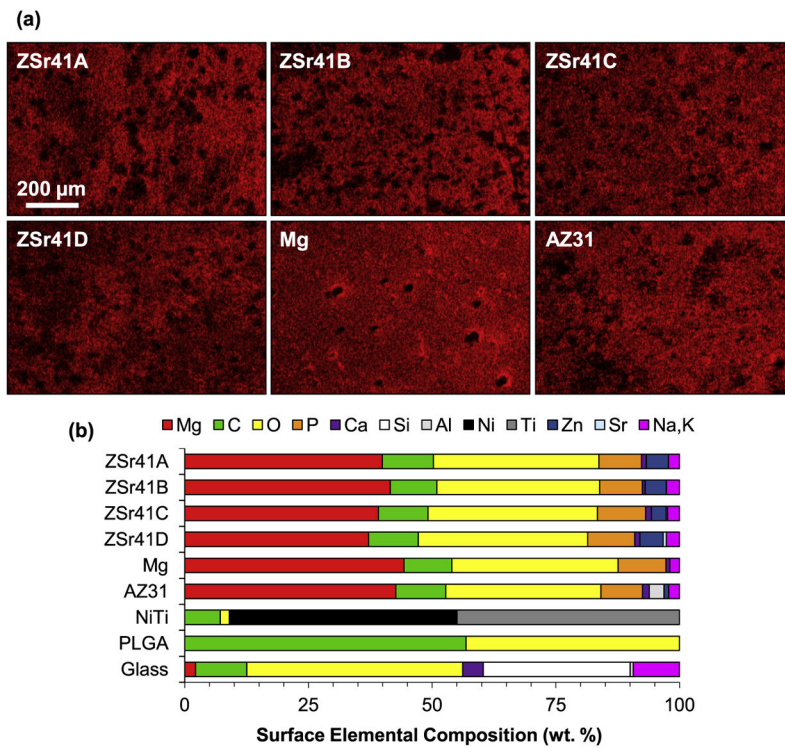 (a)
ZSr41A ZSr41B ZSr41C
200 µm
ZSr41D Mg AZ31
(b)
Mg C O P Ca Si Al Ni Ti Zn Sr Na,K
ZSr41A
ZSr41B
ZSr41C
ZSr41D
Mg
AZ31
NiTi
PLGA
Glass
0 25 50 75 100
Surface Elemental Composition (wt. %)